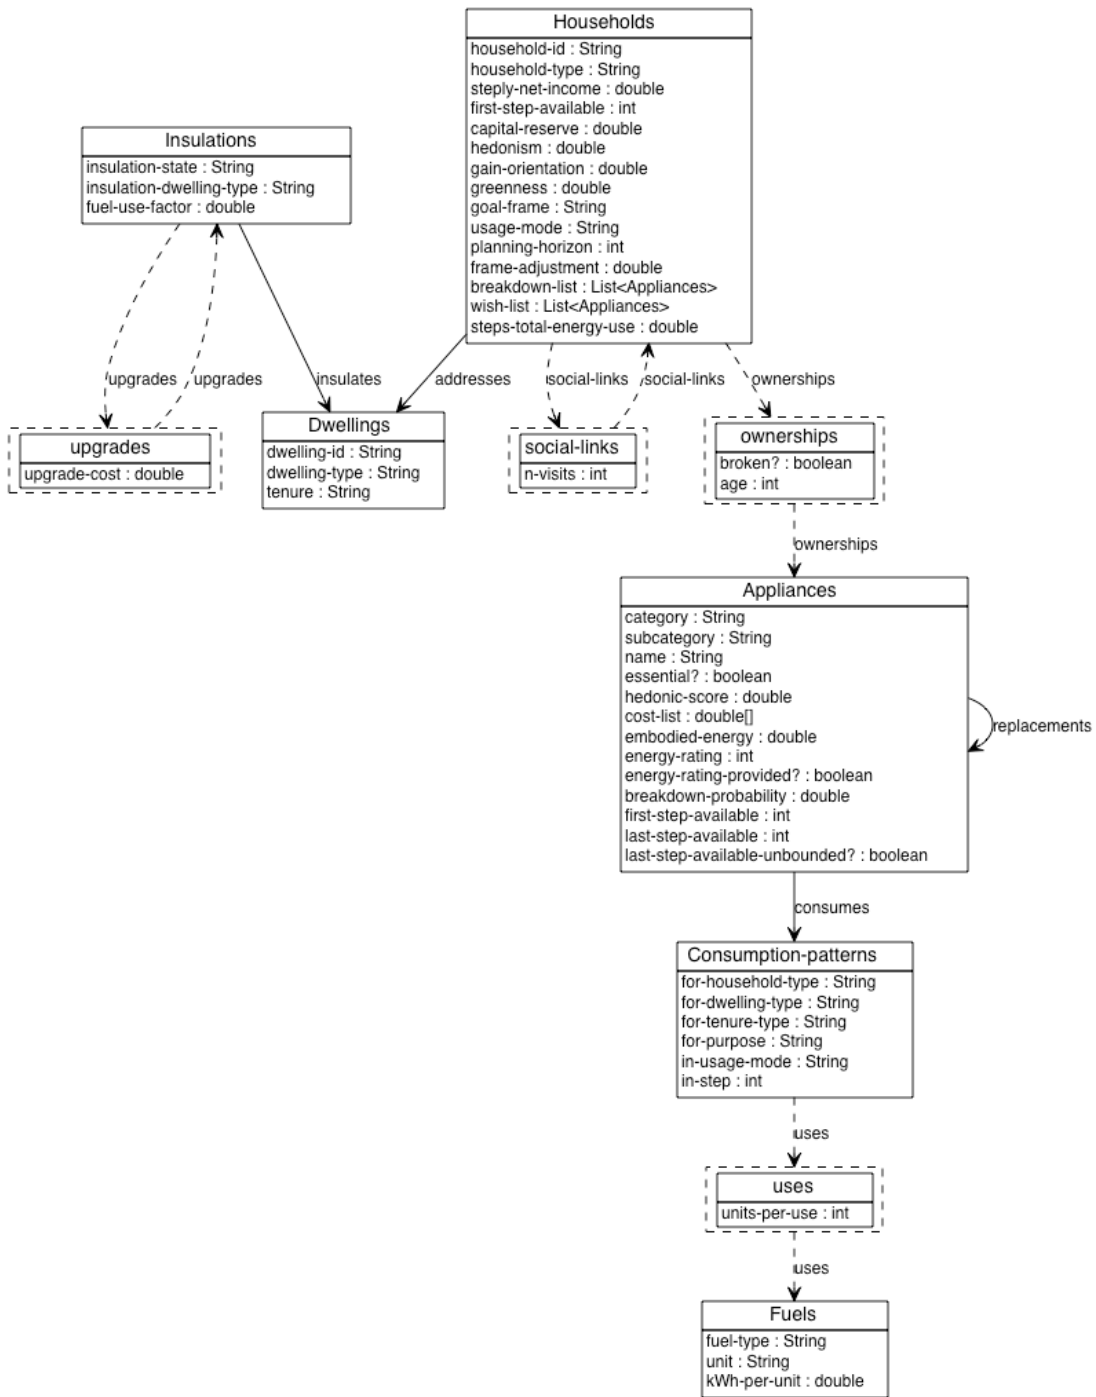 Households
household-id : String
household-type : String
steply-net-income : double
first-step-available : int
capital-reserve : double
hedonism : double
gain-orientation : double
greenness : double
goal-frame : String
usage-mode : String
planning-horizon : int
frame-adjustment : double
breakdown-list : List<Appliances>
wish-list : List<Appliances>
steps-total-energy-use : double
Insulations
insulation-state : String
insulation-dwelling-type : String
fuel-use-factor : double
upgrades
upgrades
insulates
addresses
social-links
social-links
ownerships
upgrades
upgrade-cost : double
Dwellings
dwelling-id : String
dwelling-type : String
tenure : String
social-links
n-visits : int
ownerships
broken? : boolean
age : int
ownerships
Appliances
category : String
subcategory : String
name : String
essential? : boolean
hedonic-score : double
cost-list : double[]
embodied-energy : double
energy-rating : int
energy-rating-provided? : boolean
breakdown-probability : double
first-step-available : int
last-step-available : int
last-step-available-unbounded? : boolean
replacements
consumes
Consumption-patterns
for-household-type : String
for-dwelling-type : String
for-tenure-type : String
for-purpose : String
in-usage-mode : String
in-step : int
uses
uses
units-per-use : int
uses
Fuels
fuel-type : String
unit : String
kWh-per-unit : double